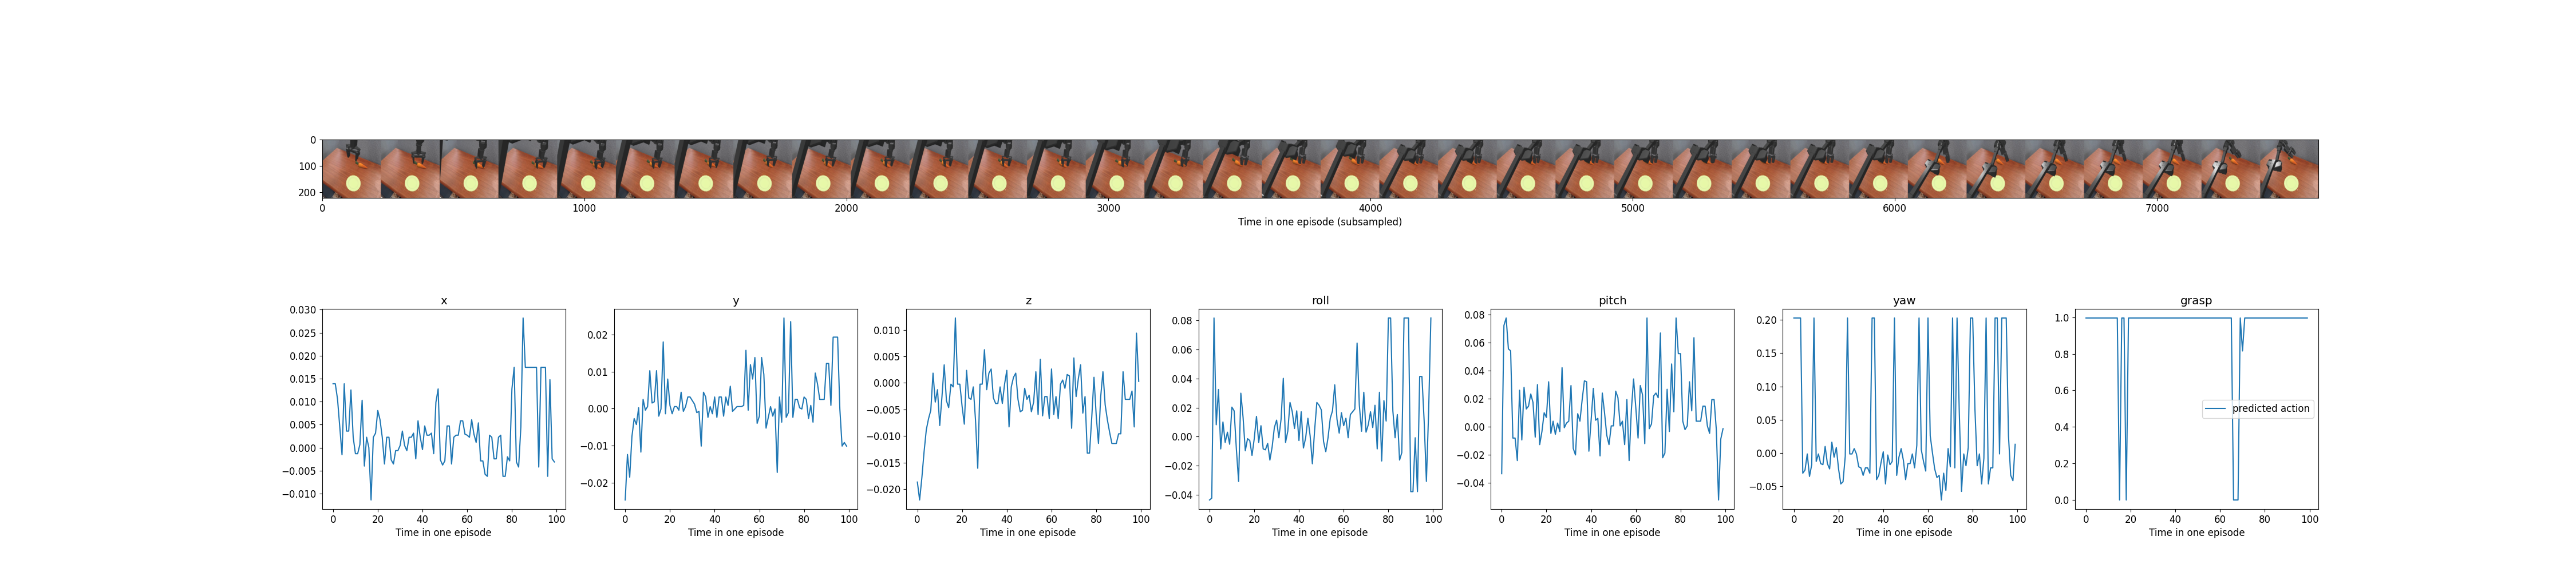 0
100
200
0 1000 2000 3000 4000 5000 6000 7000
Time in one episode (subsampled)
x
0.030
0.025
0.020
0.015
0.010
0.005
0.000
−0.005
−0.010
0 20 40 60 80 100
Time in one episode
y
0.02
0.01
0.00
−0.01
−0.02
0 20 40 60 80 100
Time in one episode
z
0.010
0.005
0.000
−0.005
−0.010
−0.015
−0.020
0 20 40 60 80 100
Time in one episode
roll
0.08
0.06
0.04
0.02
0.00
−0.02
−0.04
0 20 40 60 80 100
Time in one episode
pitch
0.08
0.06
0.04
0.02
0.00
−0.02
−0.04
0 20 40 60 80 100
Time in one episode
yaw
0.20
0.15
0.10
0.05
0.00
−0.05
0 20 40 60 80 100
Time in one episode
grasp
1.0
0.8
0.6
0.4
0.2
0.0
predicted action
0 20 40 60 80 100
Time in one episode